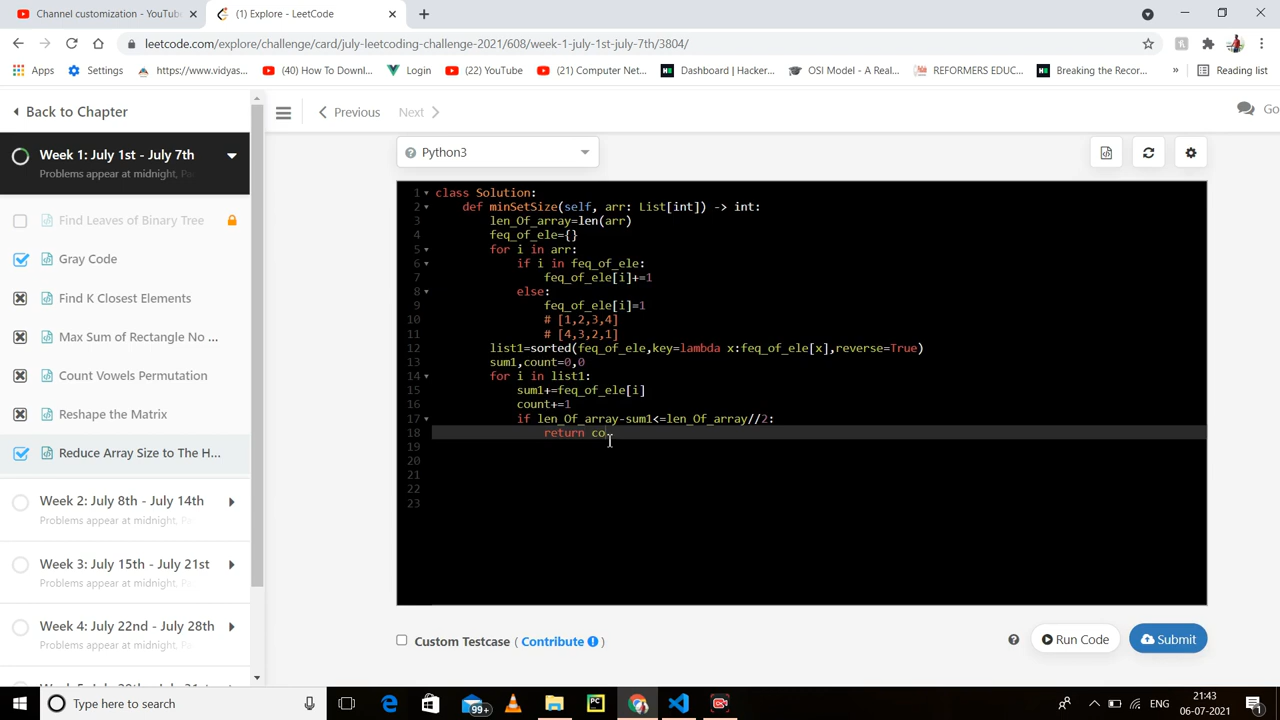 Channel customization - YouTub
(1) Explore - LeetCode
leetcode.com/explore/challenge/card/july-leetcoding-challenge-2021/608/week-1-july-1st-july-7th/3804/
Apps
Settings
https://www.vidyas...
(40) How To Downl...
Login
(22) YouTube
(21) Computer Net...
Dashboard | Hacker...
OSI Model - A Real...
REFORMERS EDUC...
Breaking the Recor...
»
Reading list
Back to Chapter
Previous
Next
Go
Week 1: July 1st - July 7th
Problems appear at midnight, Pa
Python3
Find Leaves of Binary Tree
Gray Code
Find K Closest Elements
Max Sum of Rectangle No ...
Count Vowels Permutation
Reshape the Matrix
Reduce Array Size to The H...
Week 2: July 8th - July 14th
Problems appear at midnight, Pa
Week 3: July 15th - July 21st
Problems appear at midnight, Pa
Week 4: July 22nd - July 28th
Problems appear at midnight, Pa
1 class Solution:
2 def minSetSize(self, arr: List[int]) -> int:
3 len_Of_array=len(arr)
4 feq_of_ele={}
5 for i in arr:
6 if i in feq_of_ele:
7 feq_of_ele[i]+=1
8 else:
9 feq_of_ele[i]=1
10 # [1,2,3,4]
11 # [4,3,2,1]
12 list1=sorted(feq_of_ele,key=lambda x:feq_of_ele[x],reverse=True)
13 sum1,count=0,0
14 for i in list1:
15 sum1+=feq_of_ele[i]
16 count+=1
17 if len_Of_array-sum1<=len_Of_array//2:
18 return co
19
20
21
22
23
Custom Testcase ( Contribute )
Run Code
Submit
Type here to search
99+
ENG
21:43
06-07-2021
1